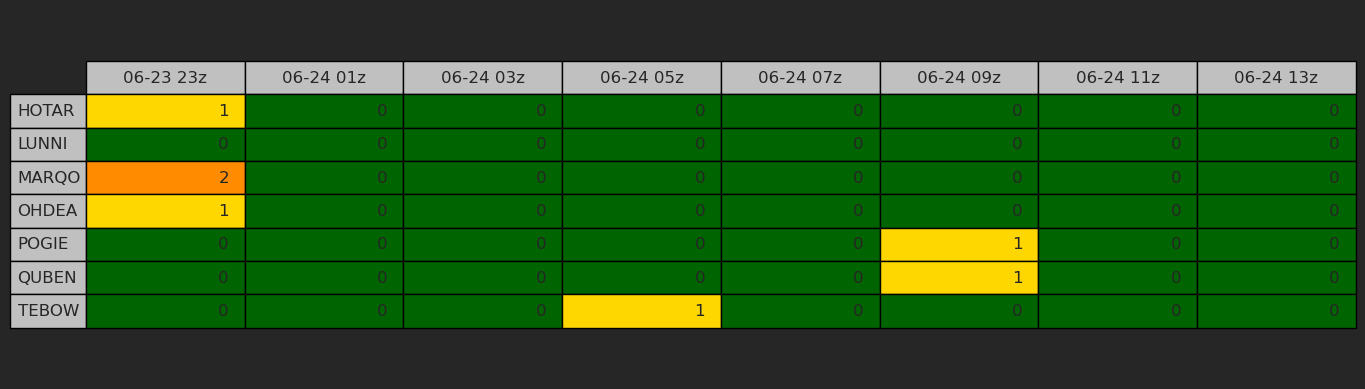 06-23 23z 06-24 01z 06-24 03z 06-24 05z 06-24 07z 06-24 09z 06-24 11z 06-24 13z
HOTAR 1 0 0 0 0 0 0 0
LUNNI 0 0 0 0 0 0 0 0
MARQO 2 0 0 0 0 0 0 0
OHDEA 1 0 0 0 0 0 0 0
POGIE 0 0 0 0 0 1 0 0
QUBEN 0 0 0 0 0 1 0 0
TEBOW 0 0 0 1 0 0 0 0